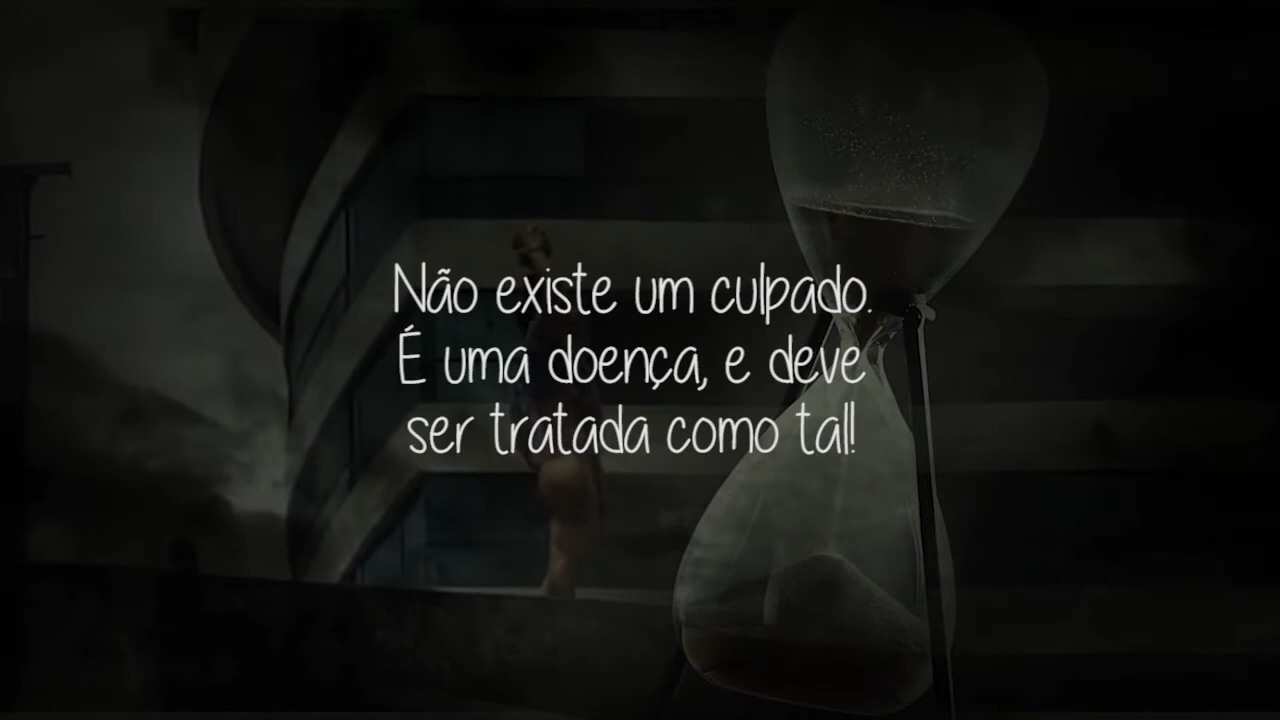 Não existe um culpado.
É uma doença, e deve
ser tratada como tal!